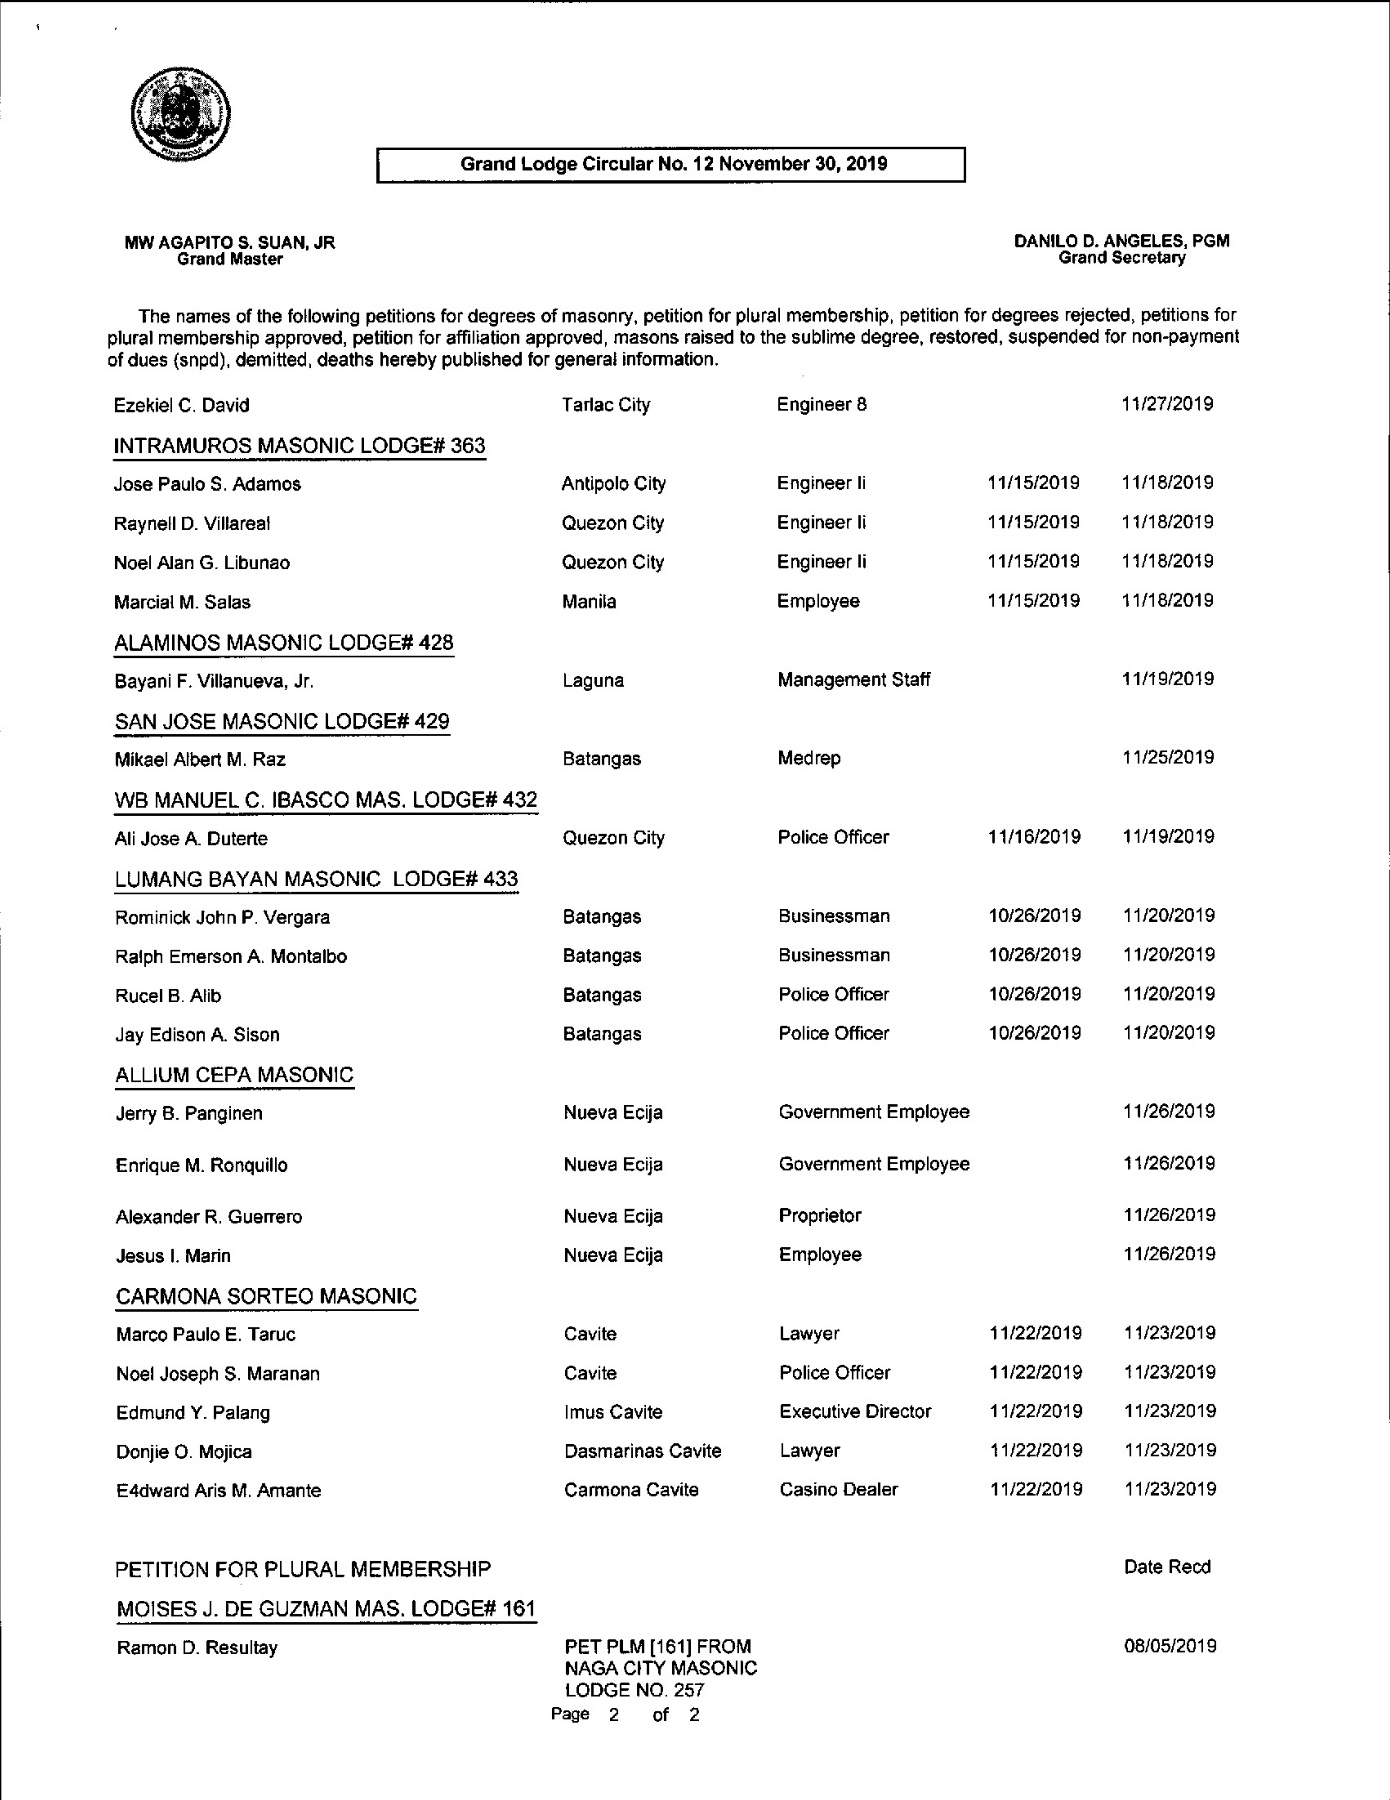 PHILIPPINES
Grand Lodge Circular No. 12 November 30, 2019
MW AGAPITO S. SUAN, JR
Grand Master
DANILO D. ANGELES, PGM
Grand Secretary
The names of the following petitions for degrees of masonry, petition for plural membership, petition for degrees rejected, petitions for
plural membership approved, petition for affiliation approved, masons raised to the sublime degree, restored, suspended for non-payment
of dues (snpd), demitted, deaths hereby published for general information.
Ezekiel C. David Tarlac City Engineer 8 11/27/2019
INTRAMUROS MASONIC LODGE# 363
Jose Paulo S. Adamos Antipolo City Engineer Ii 11/15/2019 11/18/2019
Raynell D. Villareal Quezon City Engineer Ii 11/15/2019 11/18/2019
Noel Alan G. Libunao Quezon City Engineer Ii 11/15/2019 11/18/2019
Marcial M. Salas Manila Employee 11/15/2019 11/18/2019
ALAMINOS MASONIC LODGE# 428
Bayani F. Villanueva, Jr. Laguna Management Staff 11/19/2019
SAN JOSE MASONIC LODGE# 429
Mikael Albert M. Raz Batangas Medrep 11/25/2019
WB MANUEL C. IBASCO MAS. LODGE# 432
Ali Jose A. Duterte Quezon City Police Officer 11/16/2019 11/19/2019
LUMANG BAYAN MASONIC LODGE# 433
Rominick John P. Vergara Batangas Businessman 10/26/2019 11/20/2019
Ralph Emerson A. Montalbo Batangas Businessman 10/26/2019 11/20/2019
Rucel B. Alib Batangas Police Officer 10/26/2019 11/20/2019
Jay Edison A. Sison Batangas Police Officer 10/26/2019 11/20/2019
ALLIUM CEPA MASONIC
Jerry B. Panginen Nueva Ecija Government Employee 11/26/2019
Enrique M. Ronquillo Nueva Ecija Government Employee 11/26/2019
Alexander R. Guerrero Nueva Ecija Proprietor 11/26/2019
Jesus I. Marin Nueva Ecija Employee 11/26/2019
CARMONA SORTEO MASONIC
Marco Paulo E. Taruc Cavite Lawyer 11/22/2019 11/23/2019
Noel Joseph S. Maranan Cavite Police Officer 11/22/2019 11/23/2019
Edmund Y. Palang Imus Cavite Executive Director 11/22/2019 11/23/2019
Donjie O. Mojica Dasmarinas Cavite Lawyer 11/22/2019 11/23/2019
E4dward Aris M. Amante Carmona Cavite Casino Dealer 11/22/2019 11/23/2019
PETITION FOR PLURAL MEMBERSHIP Date Recd
MOISES J. DE GUZMAN MAS. LODGE# 161
Ramon D. Resultay PET PLM [161] FROM 08/05/2019
NAGA CITY MASONIC
LODGE NO. 257
Page 2 of 2